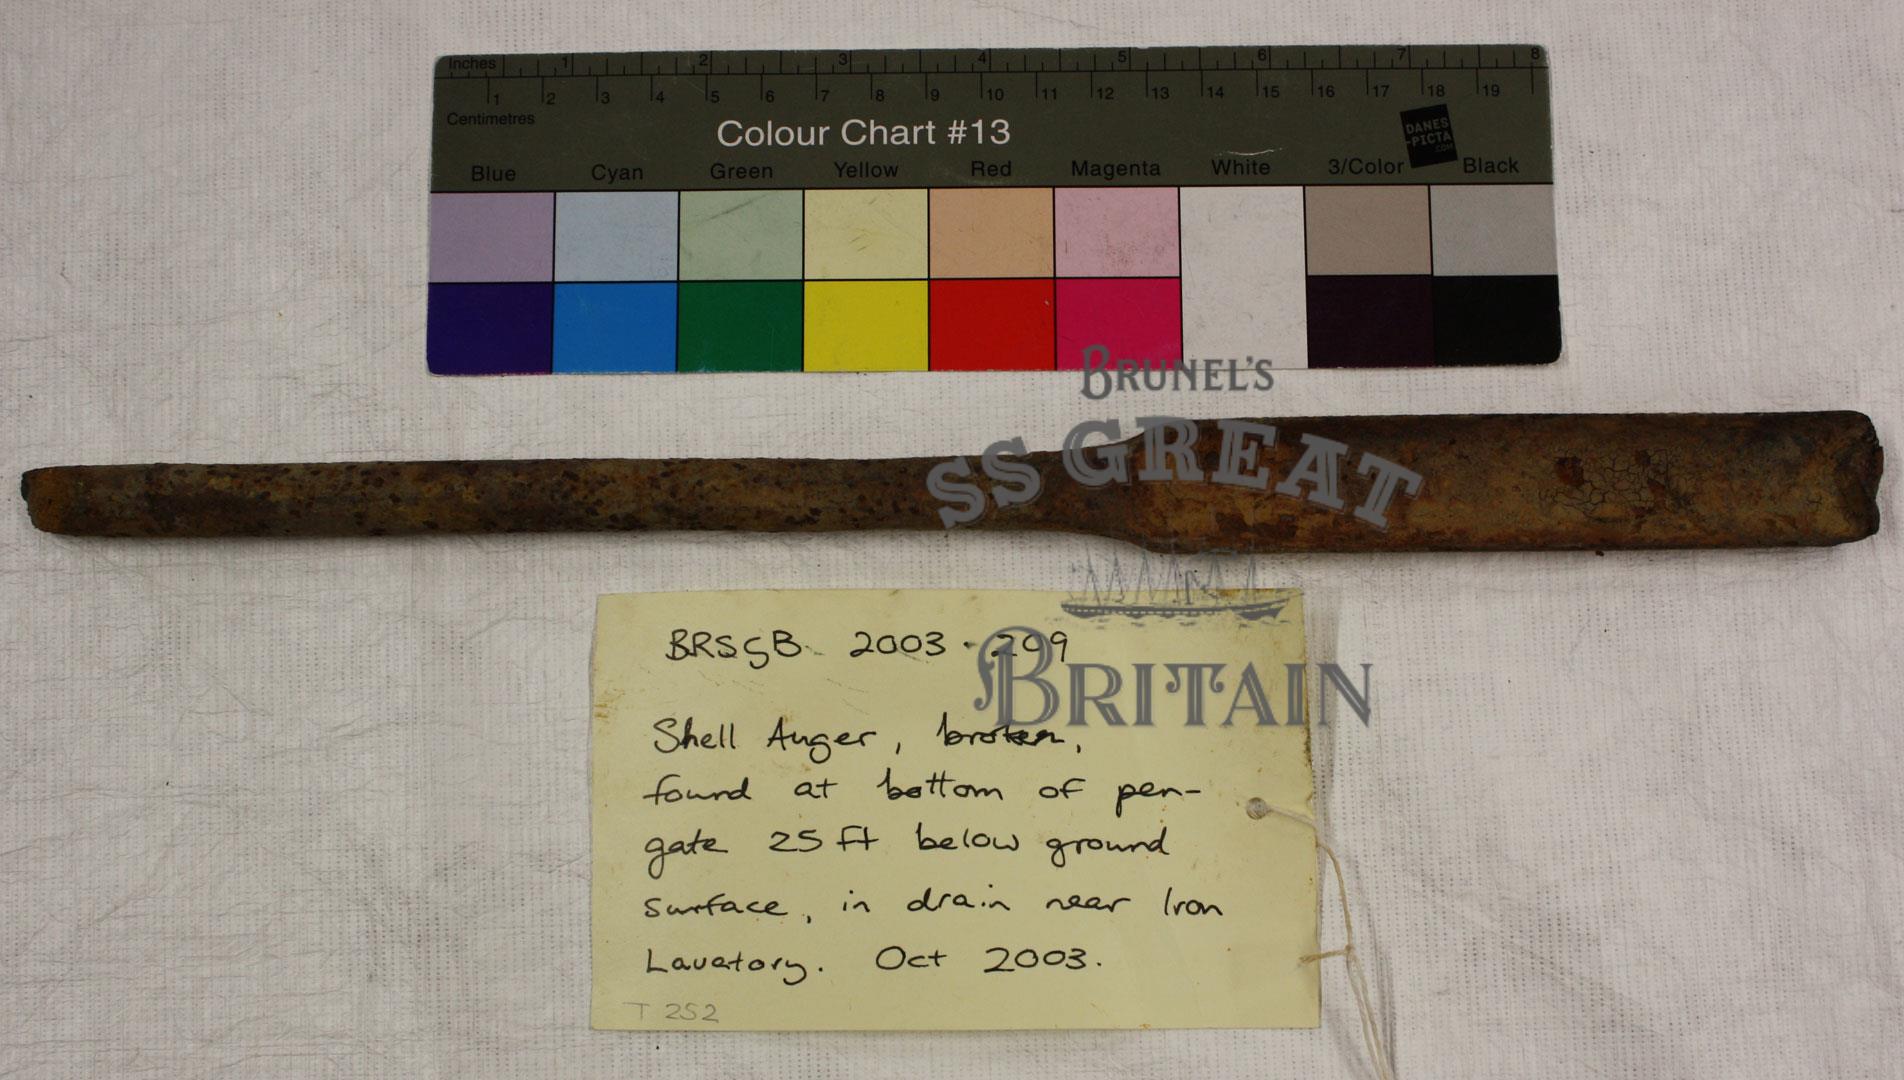 Inches 1 2 3 4 5 6 7 8
1 2 3 4 5 6 7 8 9 10 11 12 13 14 15 16 17 18 19
Centimetres
Colour Chart #13
DANES
-PICTA
.COM
Blue Cyan Green Yellow Red Magenta White 3/Color Black
BRUNEL'S
SS GREAT
BRITAIN
BRSGB 2003.209
Shell Auger, broken,
found at bottom of pen-
gate 25 ft below ground
surface, in drain near Iron
Lavatory. Oct 2003.
T 252